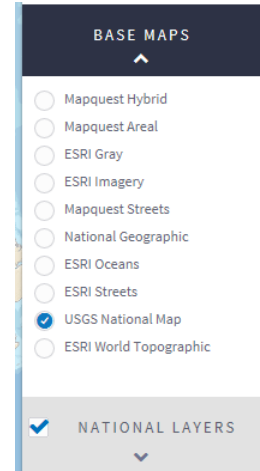 BASE MAPS
Mapquest Hybrid
Mapquest Areal
ESRI Gray
ESRI Imagery
Mapquest Streets
National Geographic
ESRI Oceans
ESRI Streets
USGS National Map
ESRI World Topographic
NATIONAL LAYERS